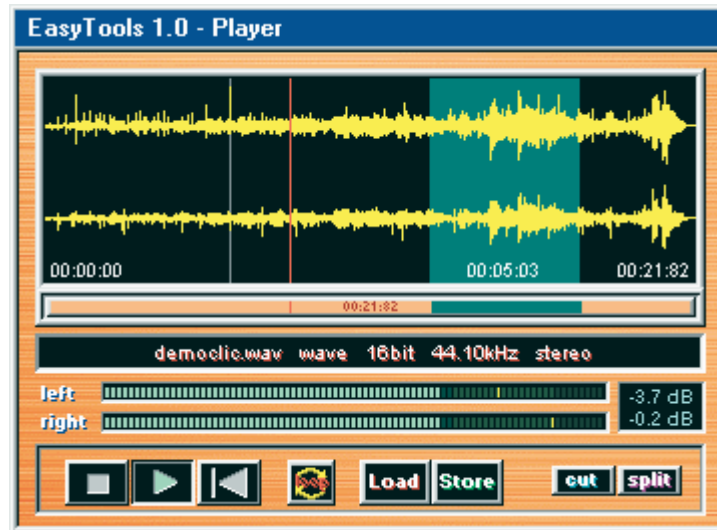 EasyTools 1.0 - Player
00:00:00 00:05:03 00:21:82
00:21:82
democlic.wav wave 16bit 44.10kHz stereo
left -3.7 dB
right -0.2 dB
Load Store cut split